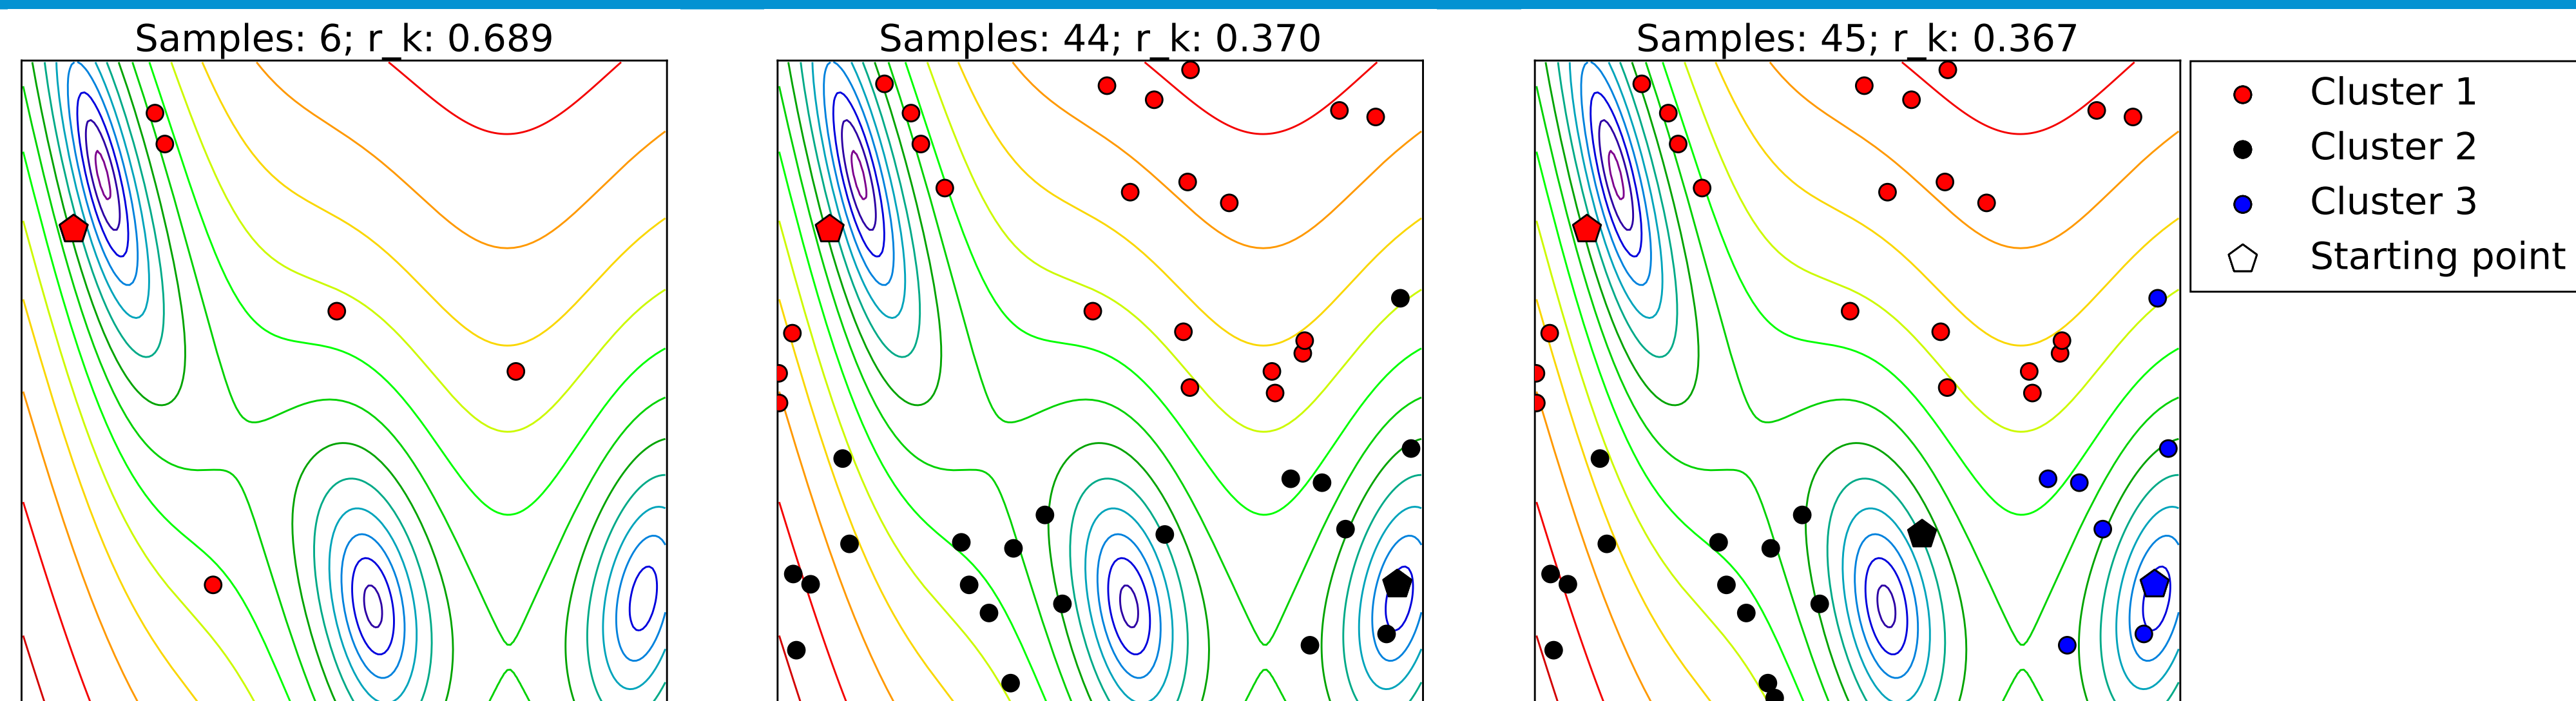 Samples: 6; r_k: 0.689
Samples: 44; r_k: 0.370
Samples: 45; r_k: 0.367
Cluster 1
Cluster 2
Cluster 3
Starting point